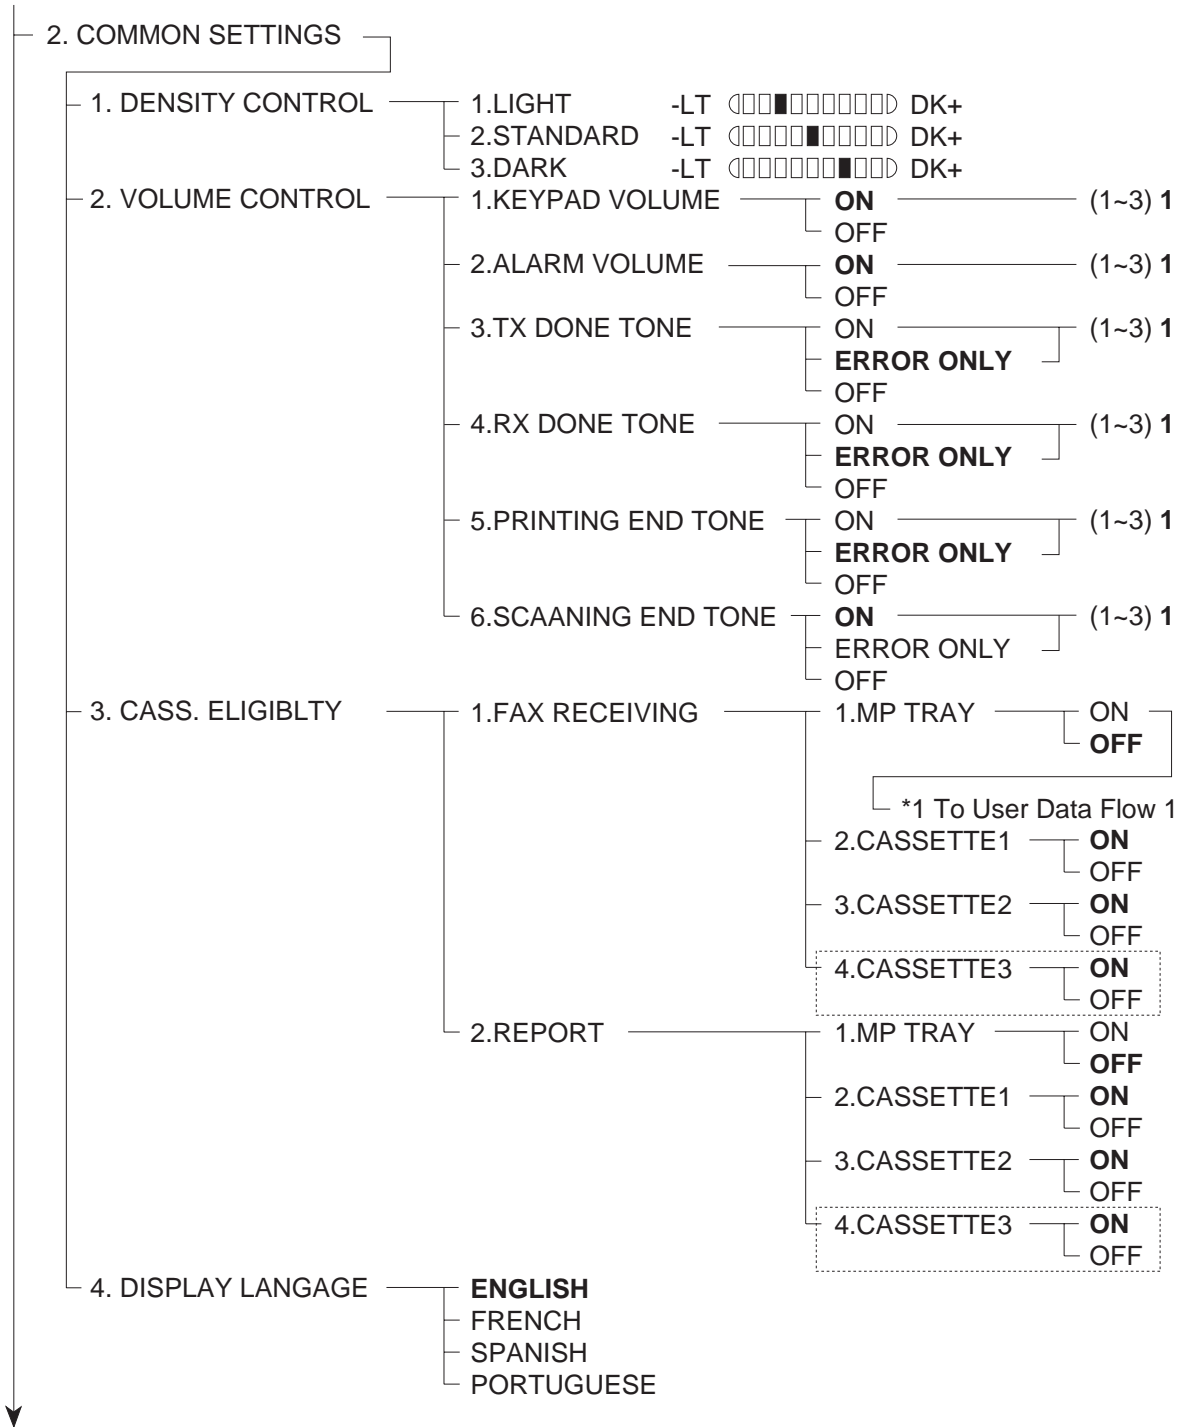 2. COMMON SETTINGS
1. DENSITY CONTROL 1.LIGHT -LT DK+
2.STANDARD -LT DK+
3.DARK -LT DK+
2. VOLUME CONTROL 1.KEYPAD VOLUME ON (1~3) 1
OFF
2.ALARM VOLUME ON (1~3) 1
OFF
3.TX DONE TONE ON (1~3) 1
ERROR ONLY
OFF
4.RX DONE TONE ON (1~3) 1
ERROR ONLY
OFF
5.PRINTING END TONE ON (1~3) 1
ERROR ONLY
OFF
6.SCAANING END TONE ON (1~3) 1
ERROR ONLY
OFF
3. CASS. ELIGIBLTY 1.FAX RECEIVING 1.MP TRAY ON
OFF
*1 To User Data Flow 1
2.CASSETTE1 ON
OFF
3.CASSETTE2 ON
OFF
4.CASSETTE3 ON
OFF
2.REPORT 1.MP TRAY ON
OFF
2.CASSETTE1 ON
OFF
3.CASSETTE2 ON
OFF
4.CASSETTE3 ON
OFF
4. DISPLAY LANGAGE ENGLISH
FRENCH
SPANISH
PORTUGUESE